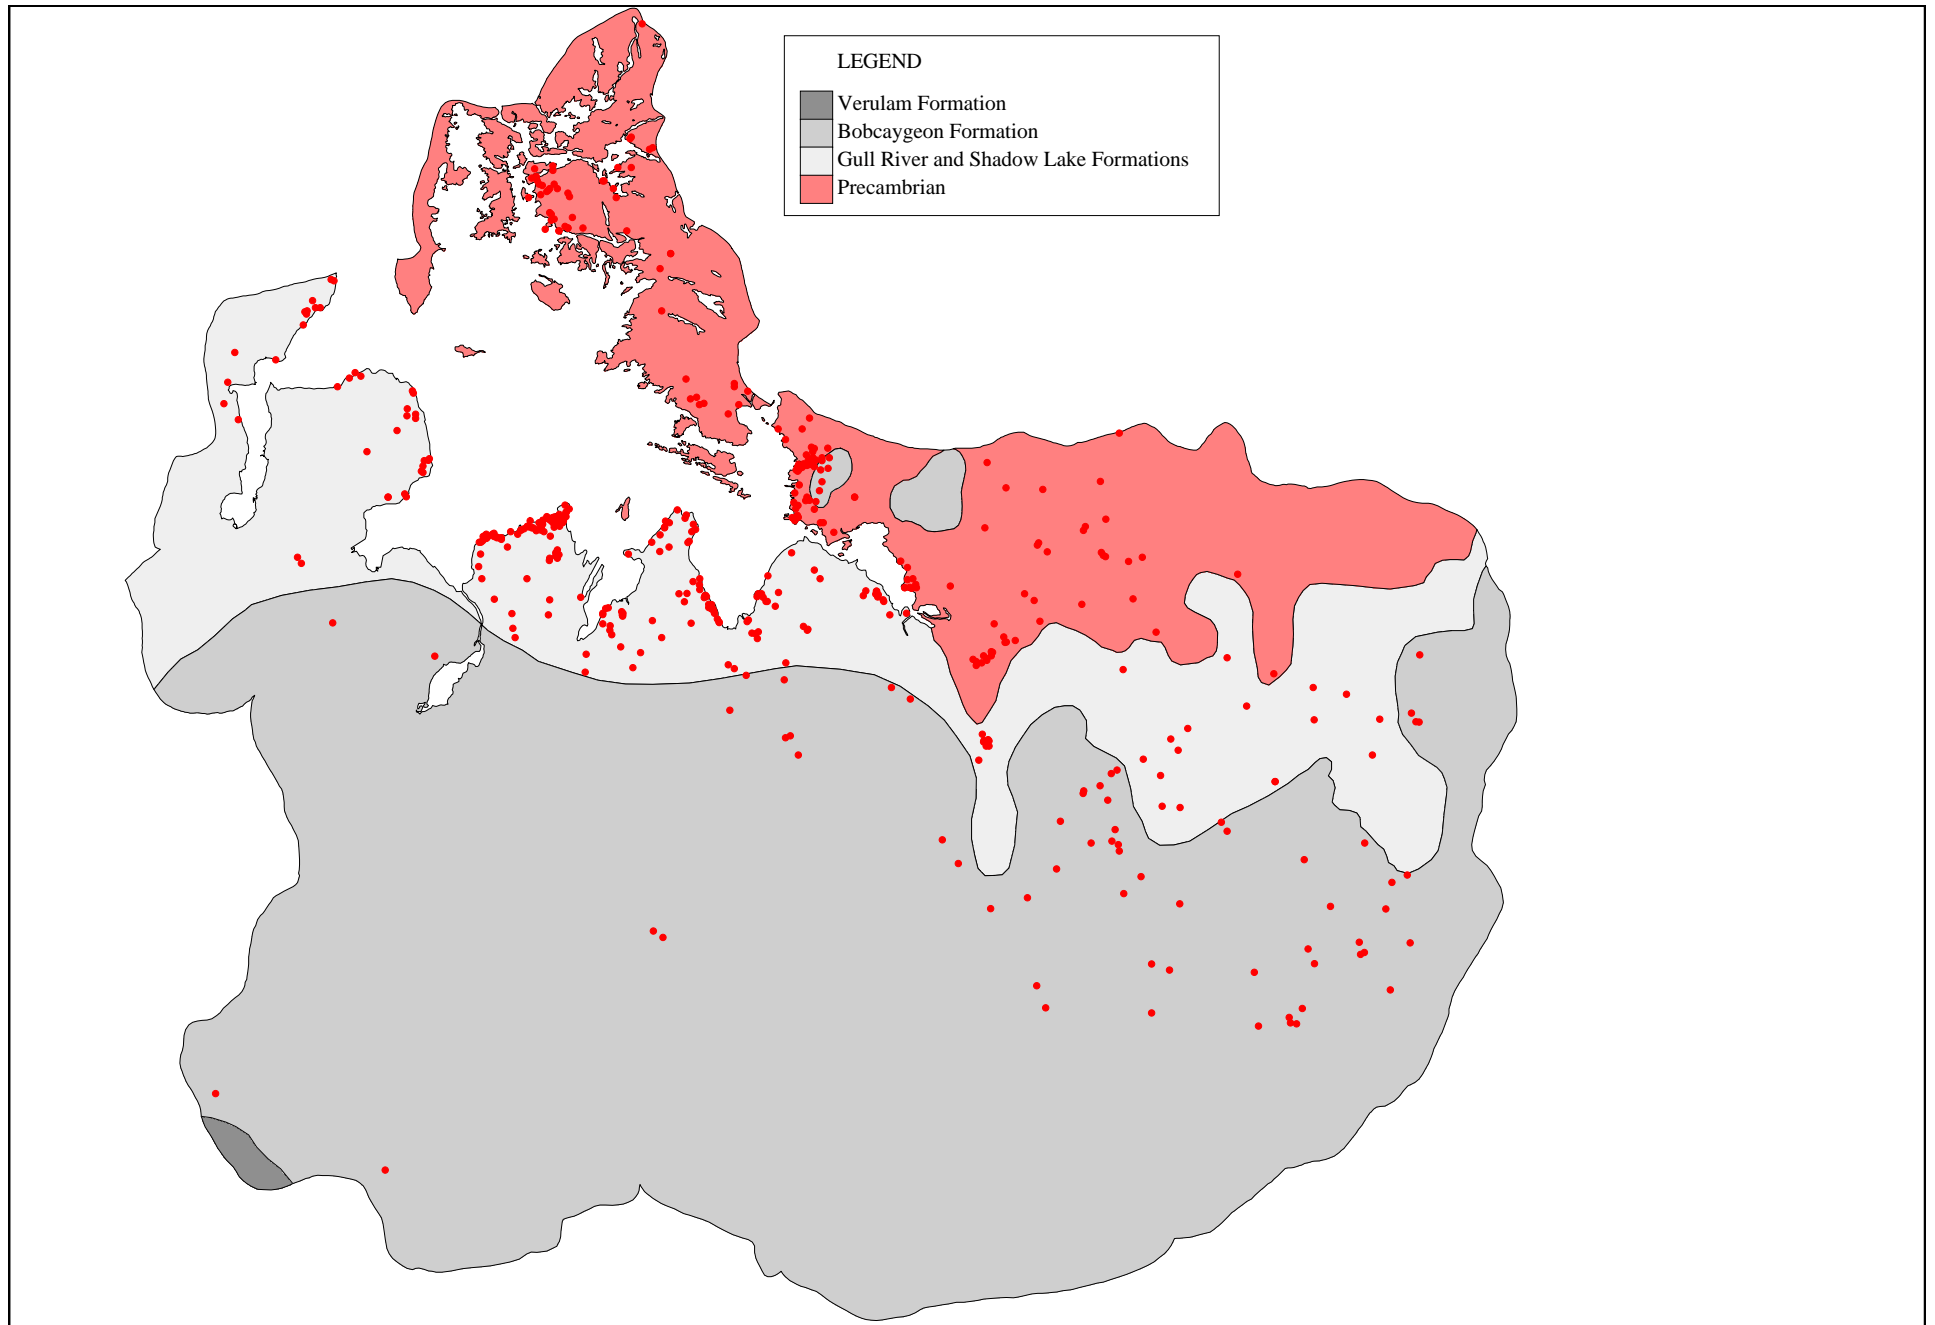 LEGEND
Verulam Formation
Bobcaygeon Formation
Gull River and Shadow Lake Formations
Precambrian